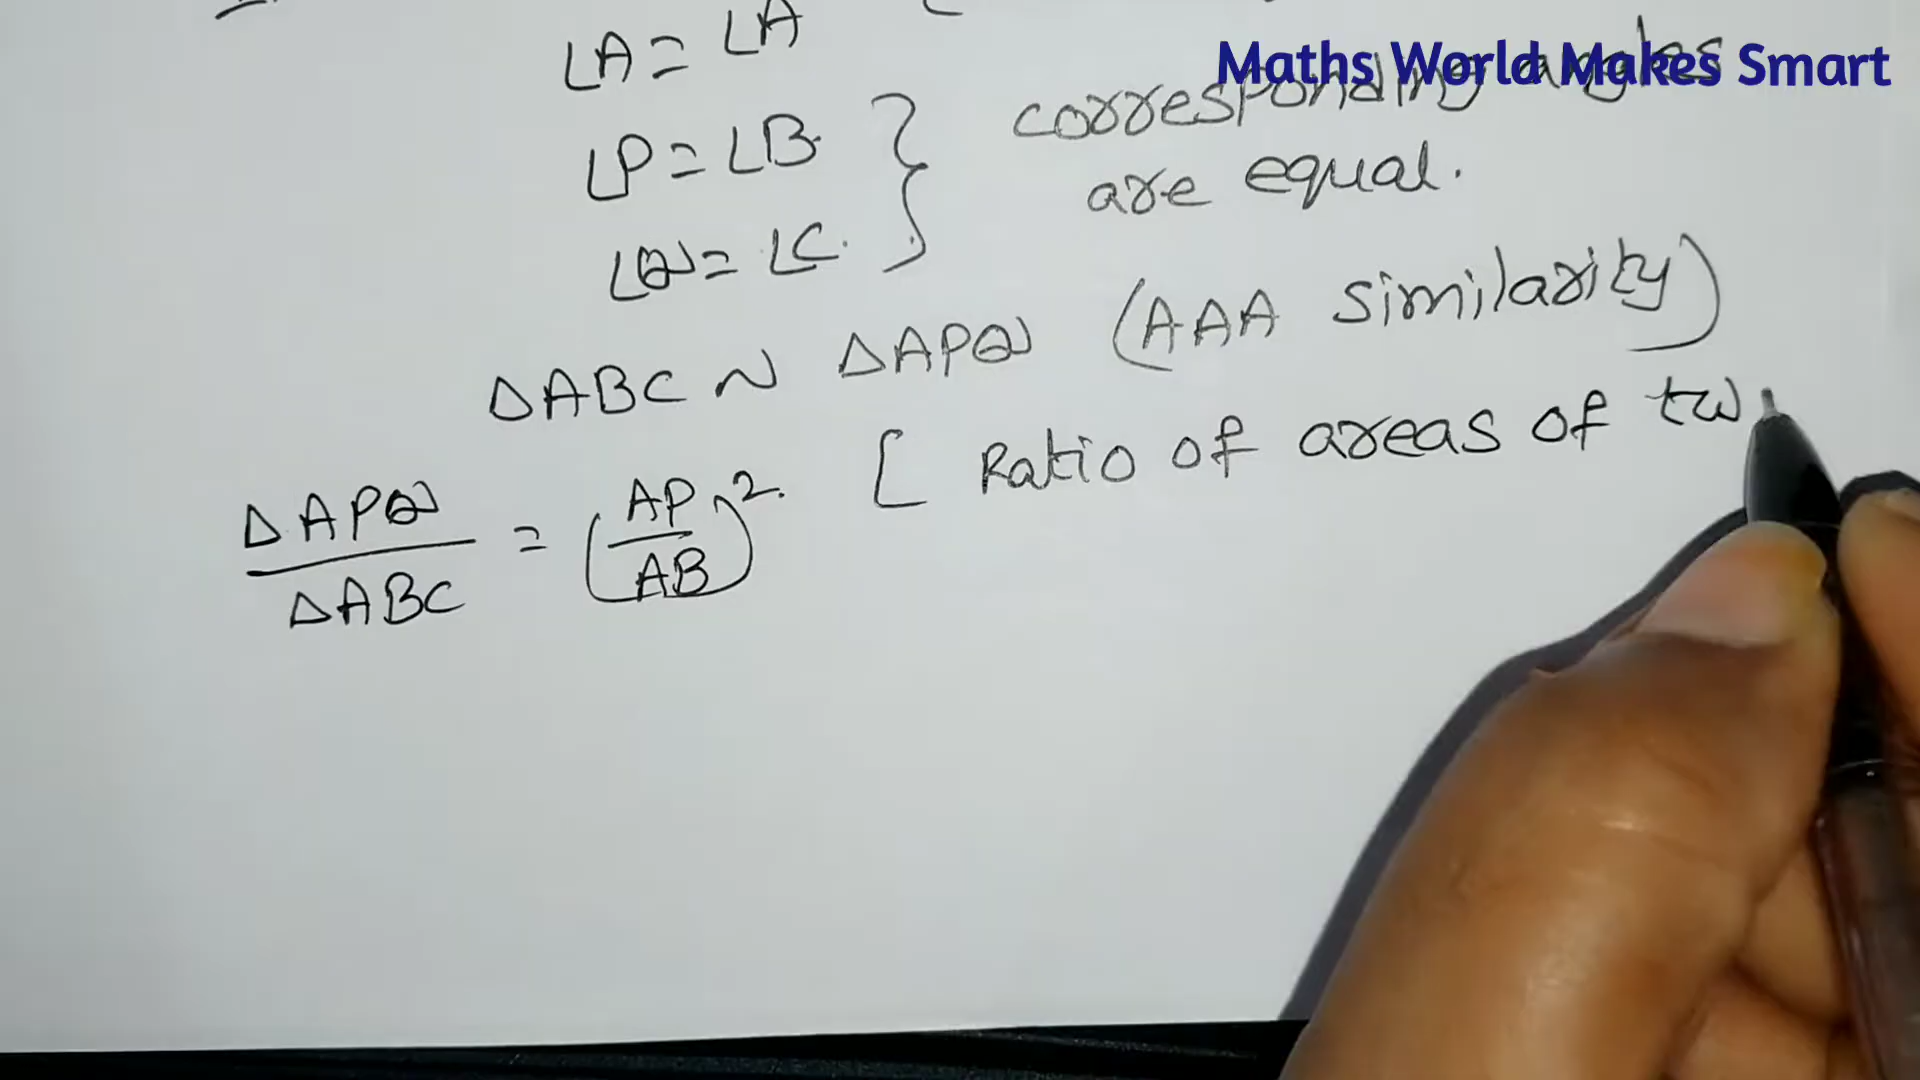 ∠A = ∠A
Maths World Makes Smart
∠P = ∠B. } corresponding angles
are equal.
∠Q = ∠C.
ΔABC ~ ΔAPQ (AAA similarity)
ΔAPQ/ΔABC = (AP/AB)². [Ratio of areas of tw